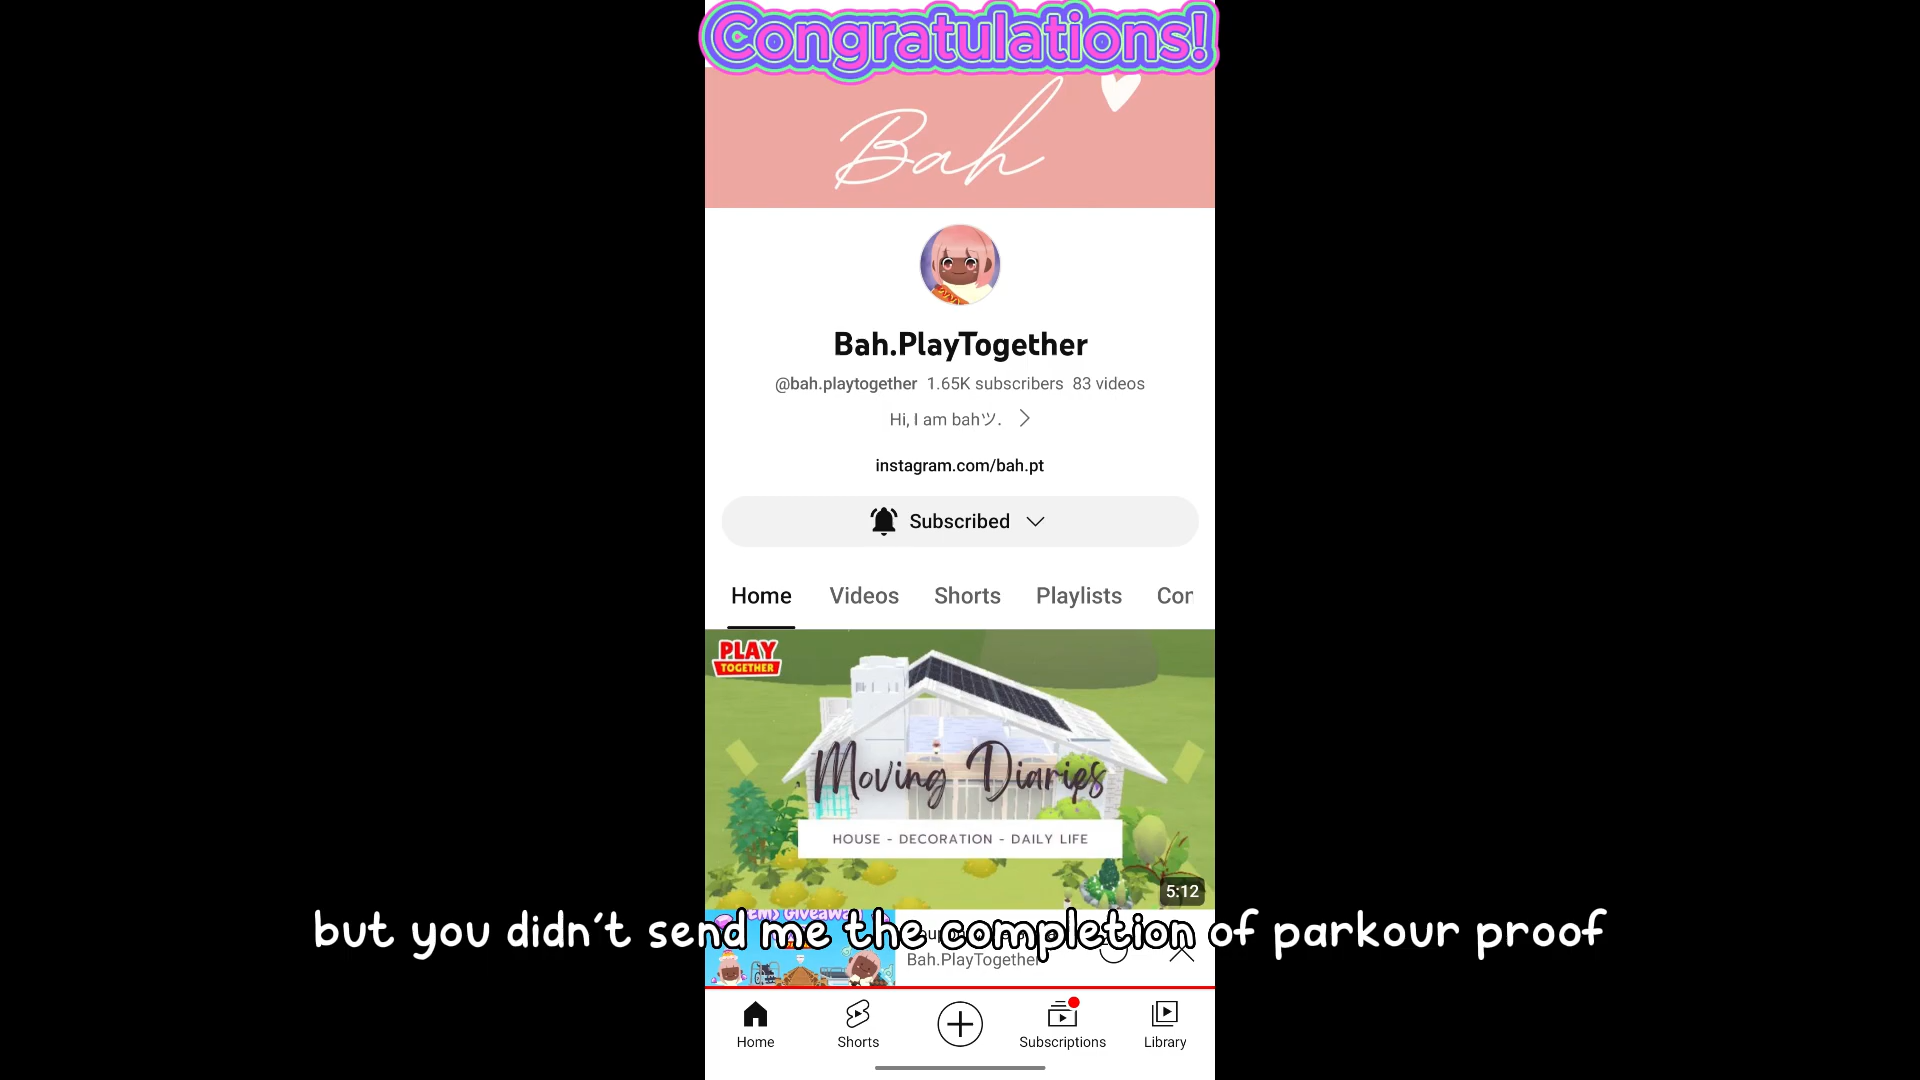 Congratulations!
Bah
Bah.PlayTogether
@bah.playtogether 1.65K subscribers 83 videos
Hi, I am bahツ.
instagram.com/bah.pt
Subscribed
Home Videos Shorts Playlists Con
PLAY
TOGETHER
Moving Diaries
HOUSE - DECORATION - DAILY LIFE
5:12
but you didn't send me the completion of parkour proof
Bah.PlayTogether
Home Shorts Subscriptions Library